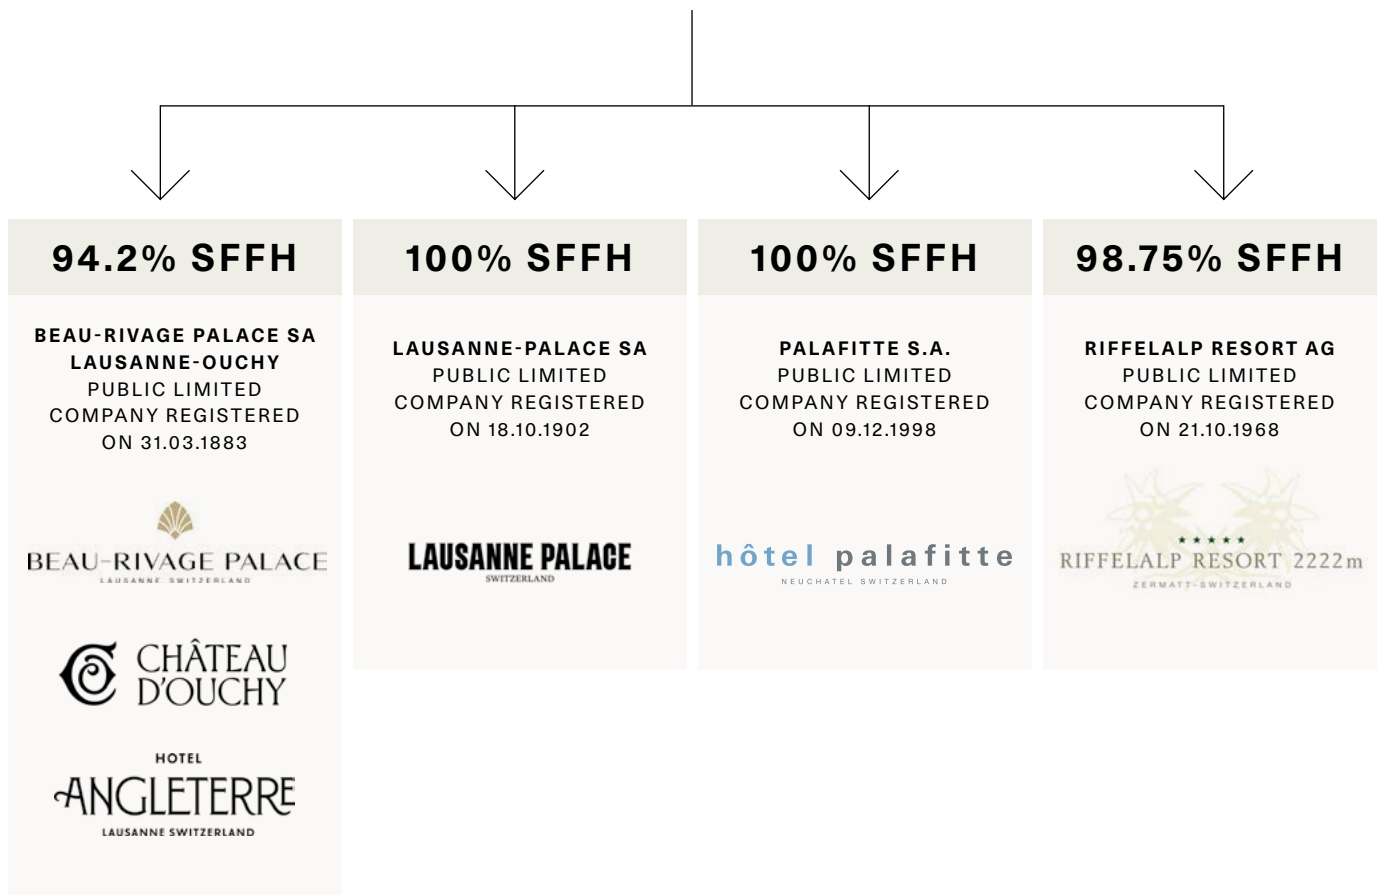 94.2% SFFH
BEAU-RIVAGE PALACE SA
LAUSANNE-OUCHY
PUBLIC LIMITED
COMPANY REGISTERED
ON 31.03.1883
BEAU-RIVAGE PALACE
LAUSANNE SWITZERLAND
CHÂTEAU
D'OUCHY
HOTEL
ANGLETERRE
LAUSANNE SWITZERLAND
100% SFFH
LAUSANNE-PALACE SA
PUBLIC LIMITED
COMPANY REGISTERED
ON 18.10.1902
LAUSANNE PALACE
SWITZERLAND
100% SFFH
PALAFITTE S.A.
PUBLIC LIMITED
COMPANY REGISTERED
ON 09.12.1998
hôtel palafitte
NEUCHATEL SWITZERLAND
98.75% SFFH
RIFFELALP RESORT AG
PUBLIC LIMITED
COMPANY REGISTERED
ON 21.10.1968
RIFFELALP RESORT 2222m
ZERMATT-SWITZERLAND